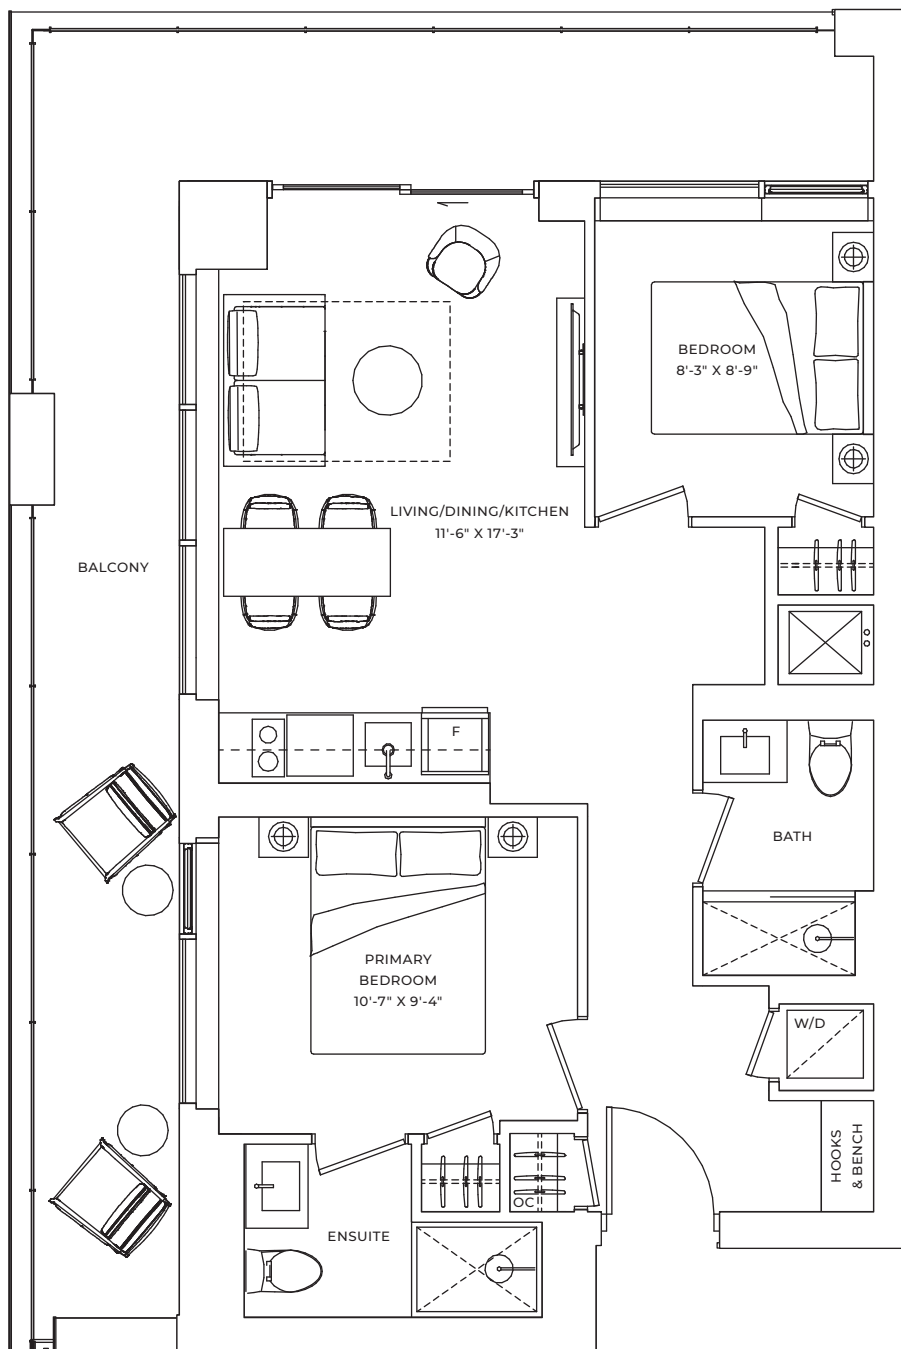 BEDROOM
8'-3" X 8'-9"
LIVING/DINING/KITCHEN
11'-6" X 17'-3"
BALCONY
F
BATH
PRIMARY
BEDROOM
10'-7" X 9'-4"
W/D
HOOKS
& BENCH
OC
ENSUITE